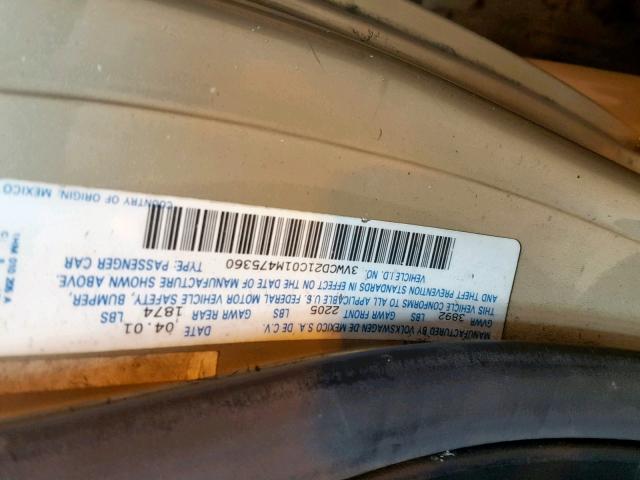 MANUFACTURED BY VOLKSWAGEN DE MEXICO S.A. DE C.V.
DATE
04.01
GVWR 3892 LBS GAWR FRONT 2205 LBS GAWR REAR 1874 LBS
THIS VEHICLE CONFORMS TO ALL APPLICABLE U.S. FEDERAL MOTOR VEHICLE SAFETY, BUMPER,
AND THEFT PREVENTION STANDARDS IN EFFECT ON THE DATE OF MANUFACTURE SHOWN ABOVE.
VEHICLE I.D. NO.
3VWCD21C01M475360 TYPE: PASSENGER CAR
COUNTRY OF ORIGIN: MEXICO